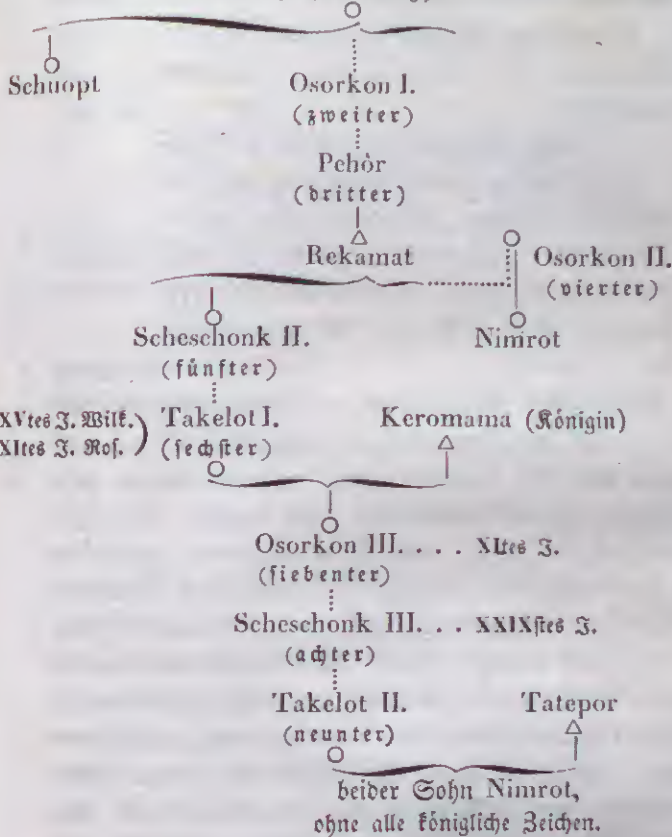 Schuopt Osorkon I.
(zweiter)
Pehôr
(dritter)
Rekamat Osorkon II.
(vierter)
Scheschonk II. Nimrot
(fünfter)
XVtes J. Wilk. Takelot I. Keromama (Königin)
XItes J. Ros. (sechster)
Osorkon III. . . . XItes J.
(siebenter)
Scheschonk III. . . XXIXstes J.
(achter)
Takelot II. Tatepor
(neunter)
beider Sohn Nimrot,
ohne alle königliche Zeichen.